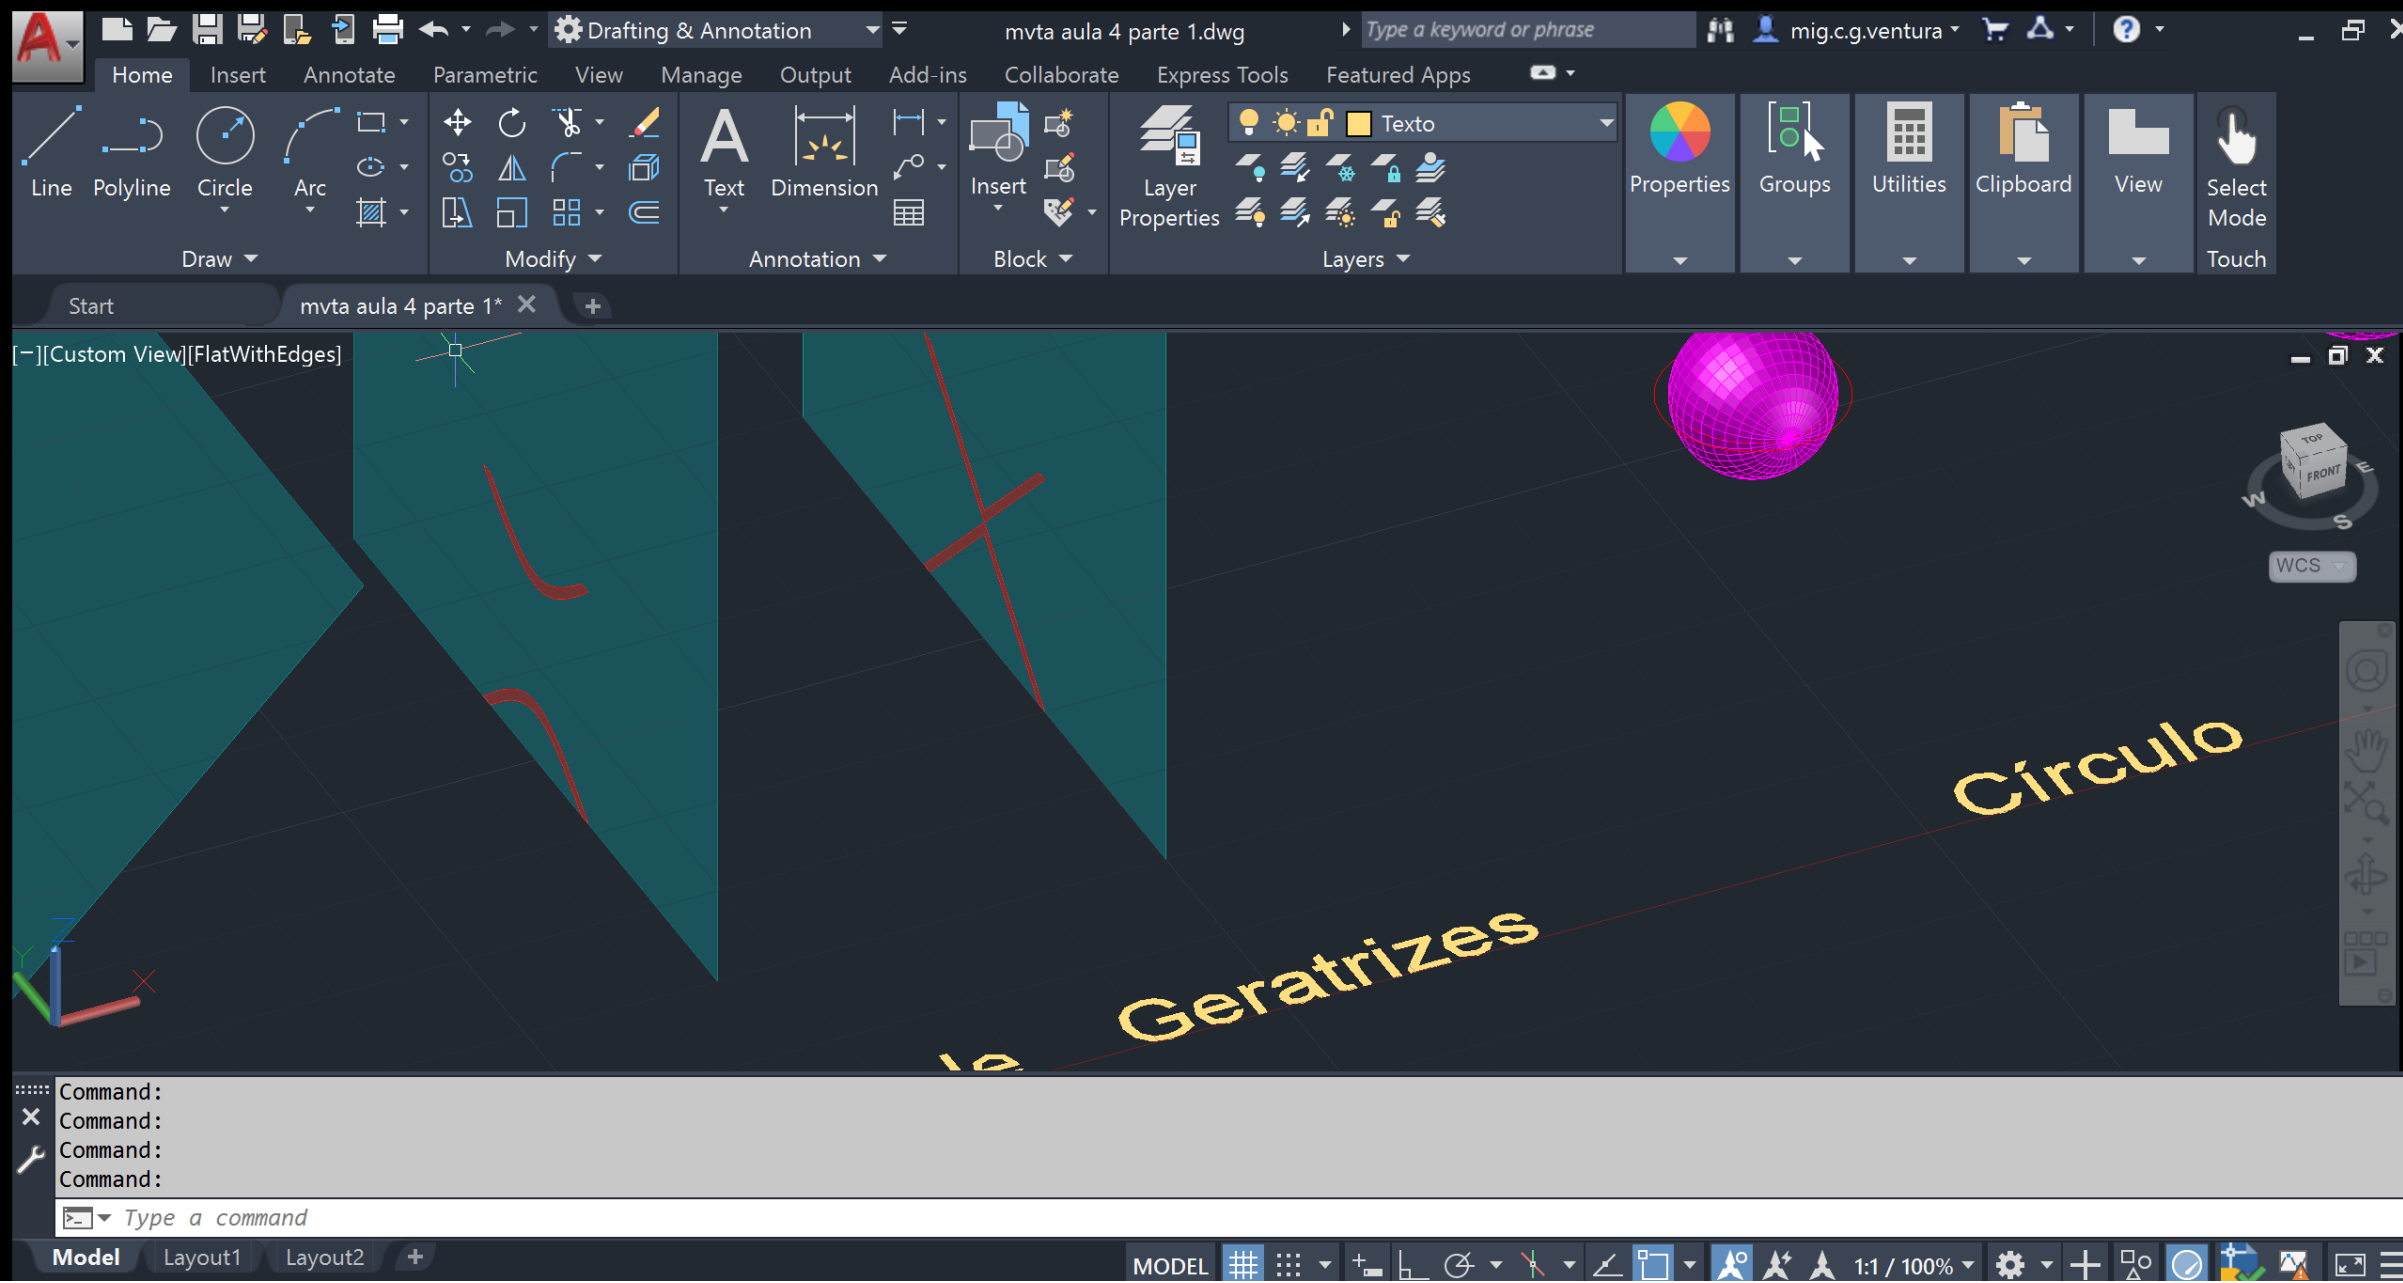 Drafting & Annotation
mvta aula 4 parte 1.dwg
Type a keyword or phrase
mig.c.g.ventura
Home Insert Annotate Parametric View Manage Output Add-ins Collaborate Express Tools Featured Apps
Texto
Line Polyline Circle Arc
Text Dimension
Insert
Layer Properties
Properties Groups Utilities Clipboard View
Select Mode
Draw Modify Annotation Block Layers Touch
Start mvta aula 4 parte 1*
[−][Custom View][FlatWithEdges]
TOP
FRONT
E
W
S
WCS
Círculo
Geratrizes
le
Z
Y
X
Command:
Command:
Command:
Command:
Type a command
Model Layout1 Layout2
MODEL
1:1 / 100%